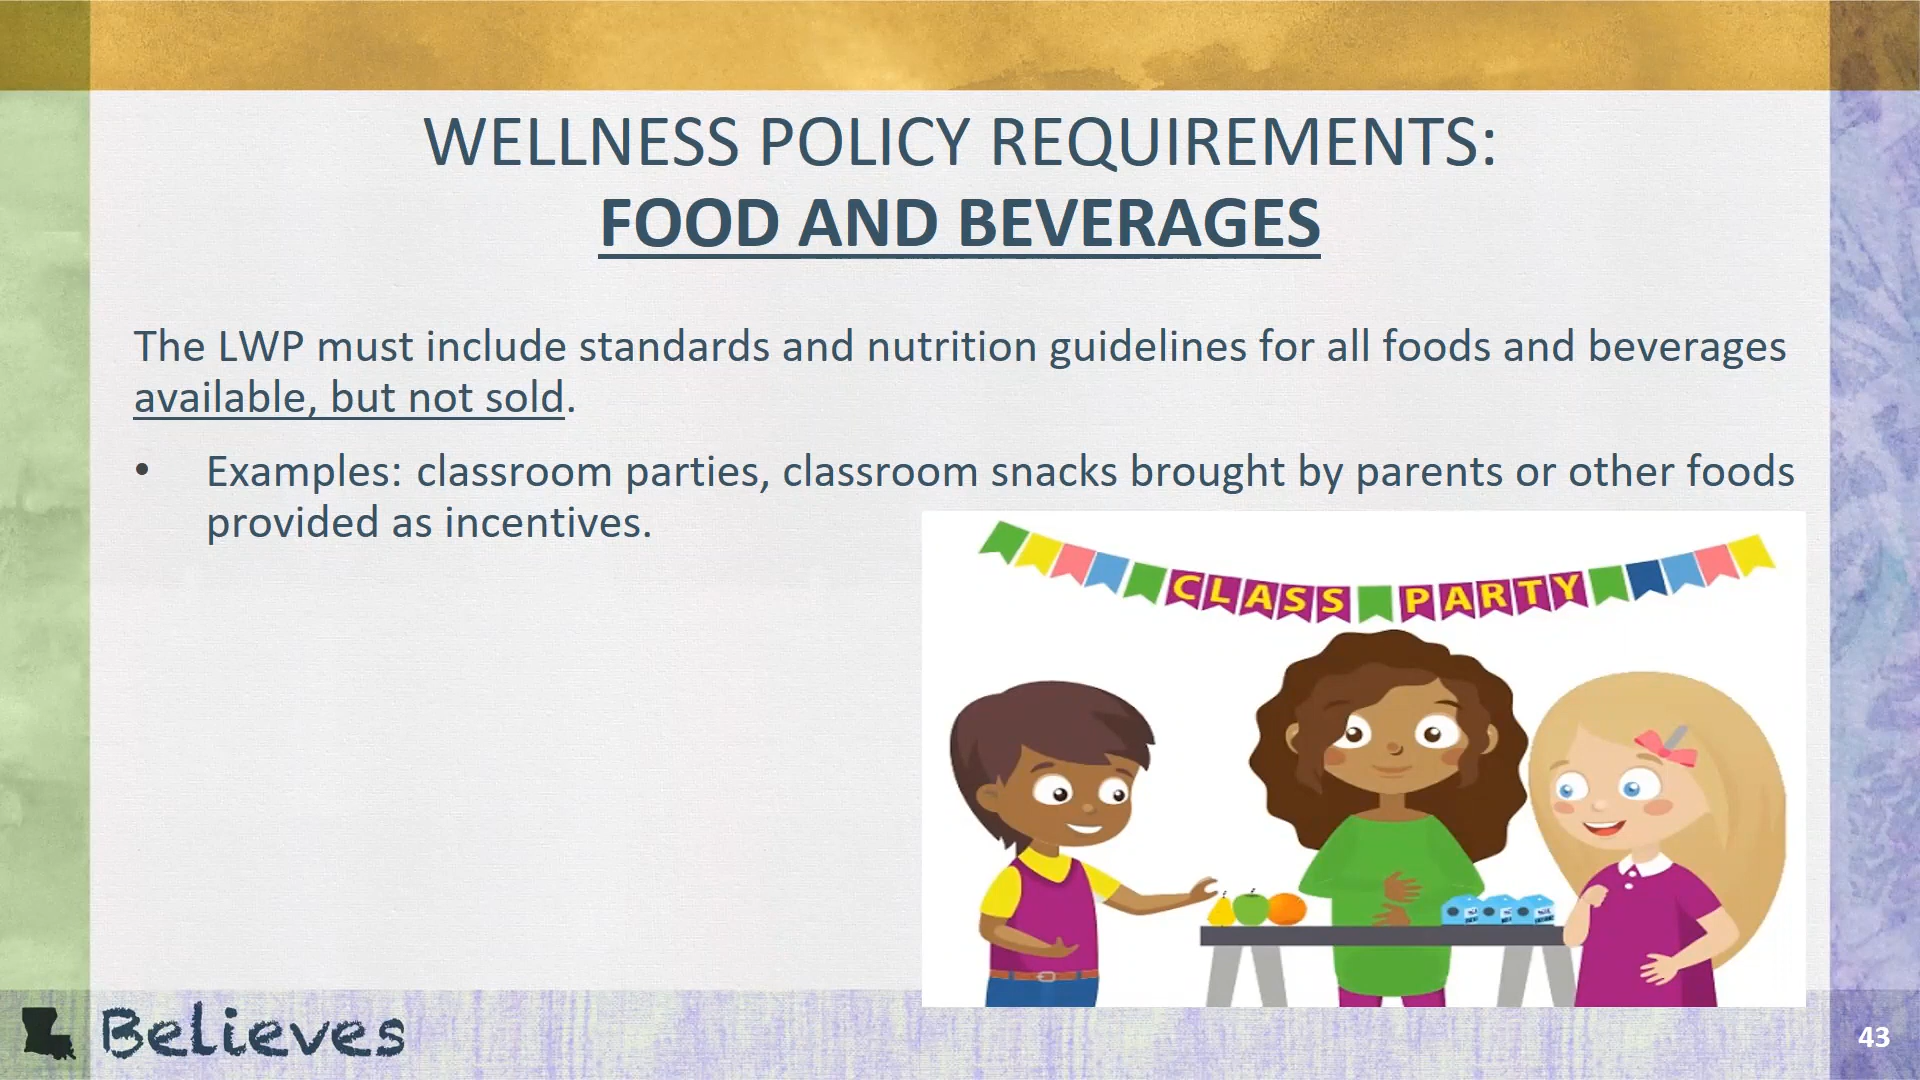 WELLNESS POLICY REQUIREMENTS:
FOOD AND BEVERAGES
The LWP must include standards and nutrition guidelines for all foods and beverages
available, but not sold.
• Examples: classroom parties, classroom snacks brought by parents or other foods
provided as incentives.
CLASS PARTY
Believes
43